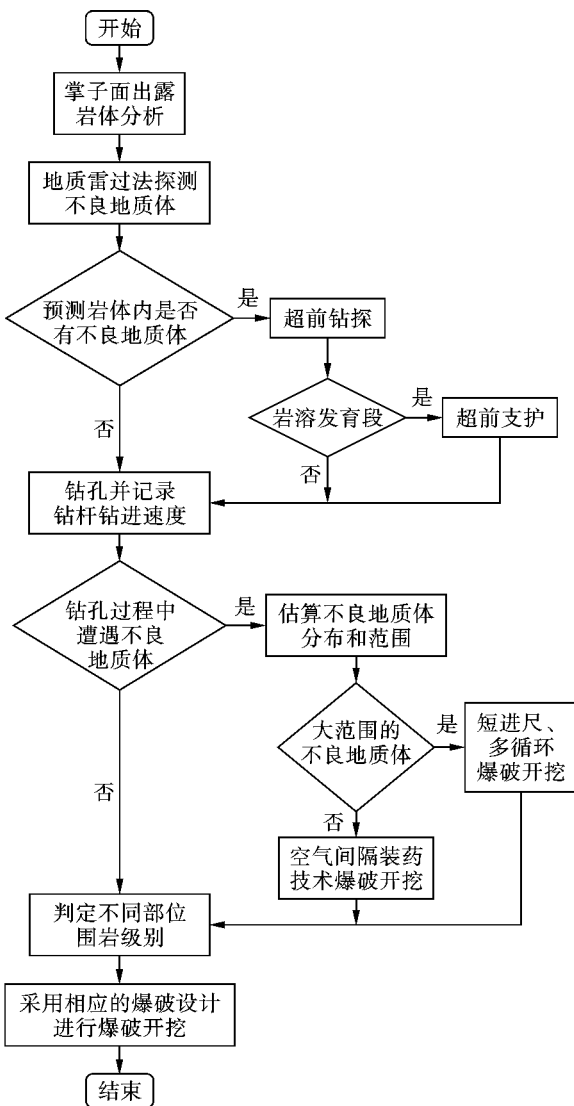 开始
掌子面出露
岩体分析
地质雷过法探测
不良地质体
预测岩体内是否
有不良地质体
是
超前钻探
岩溶发育段
是
超前支护
否
否
钻孔并记录
钻杆钻进速度
钻孔过程中
遭遇不良
地质体
是
估算不良地质体
分布和范围
大范围的
不良地质体
是
短进尺、
多循环
爆破开挖
否
否
空气间隔装药
技术爆破开挖
判定不同部位
围岩级别
采用相应的爆破设计
进行爆破开挖
结束